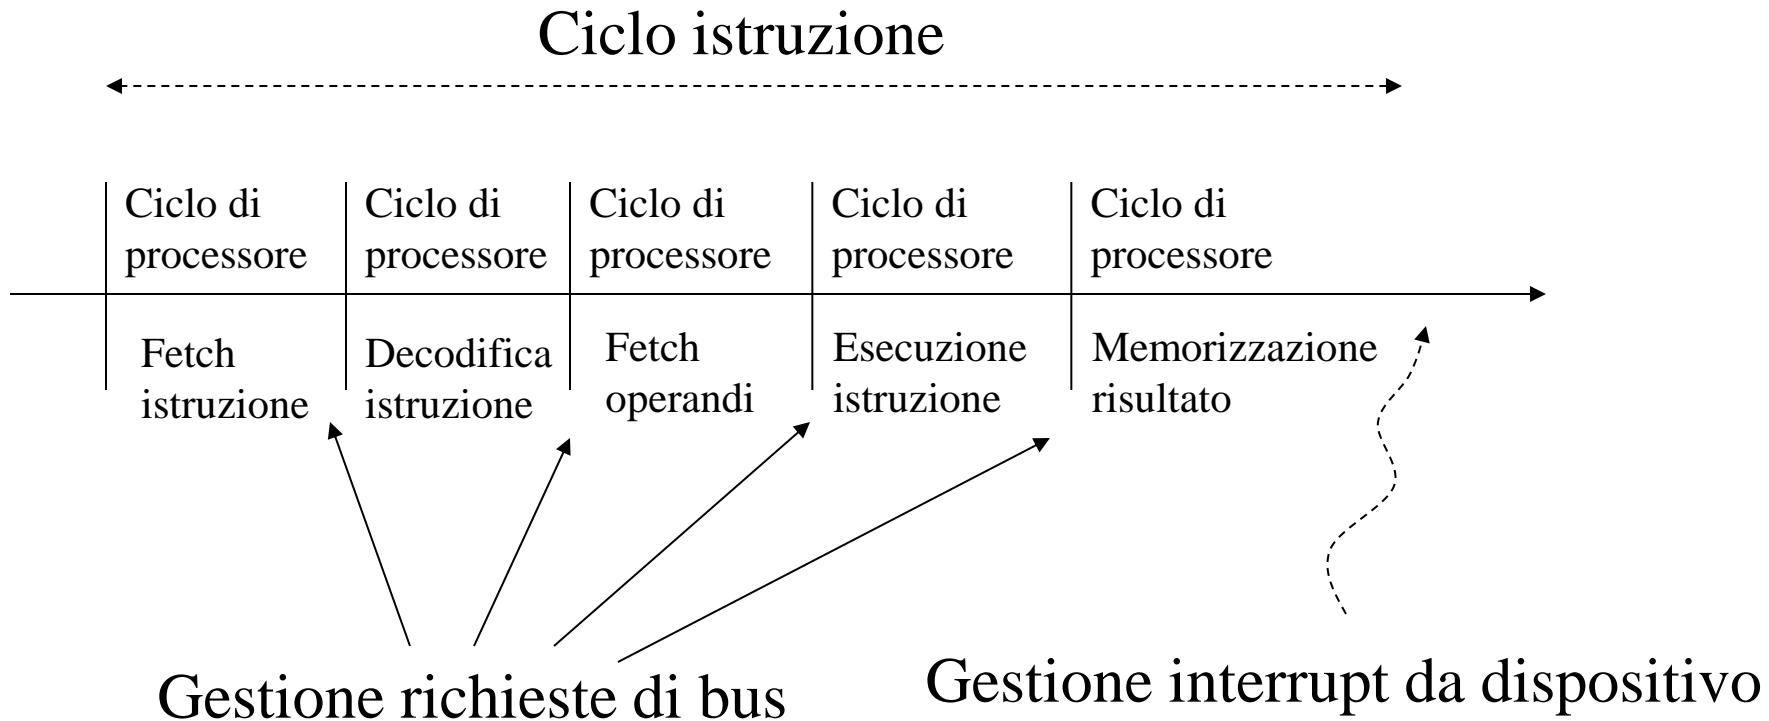 Ciclo istruzione
Ciclo di
processore
Ciclo di
processore
Ciclo di
processore
Ciclo di
processore
Ciclo di
processore
Fetch
istruzione
Decodifica
istruzione
Fetch
operandi
Esecuzione
istruzione
Memorizzazione
risultato
Gestione richieste di bus
Gestione interrupt da dispositivo